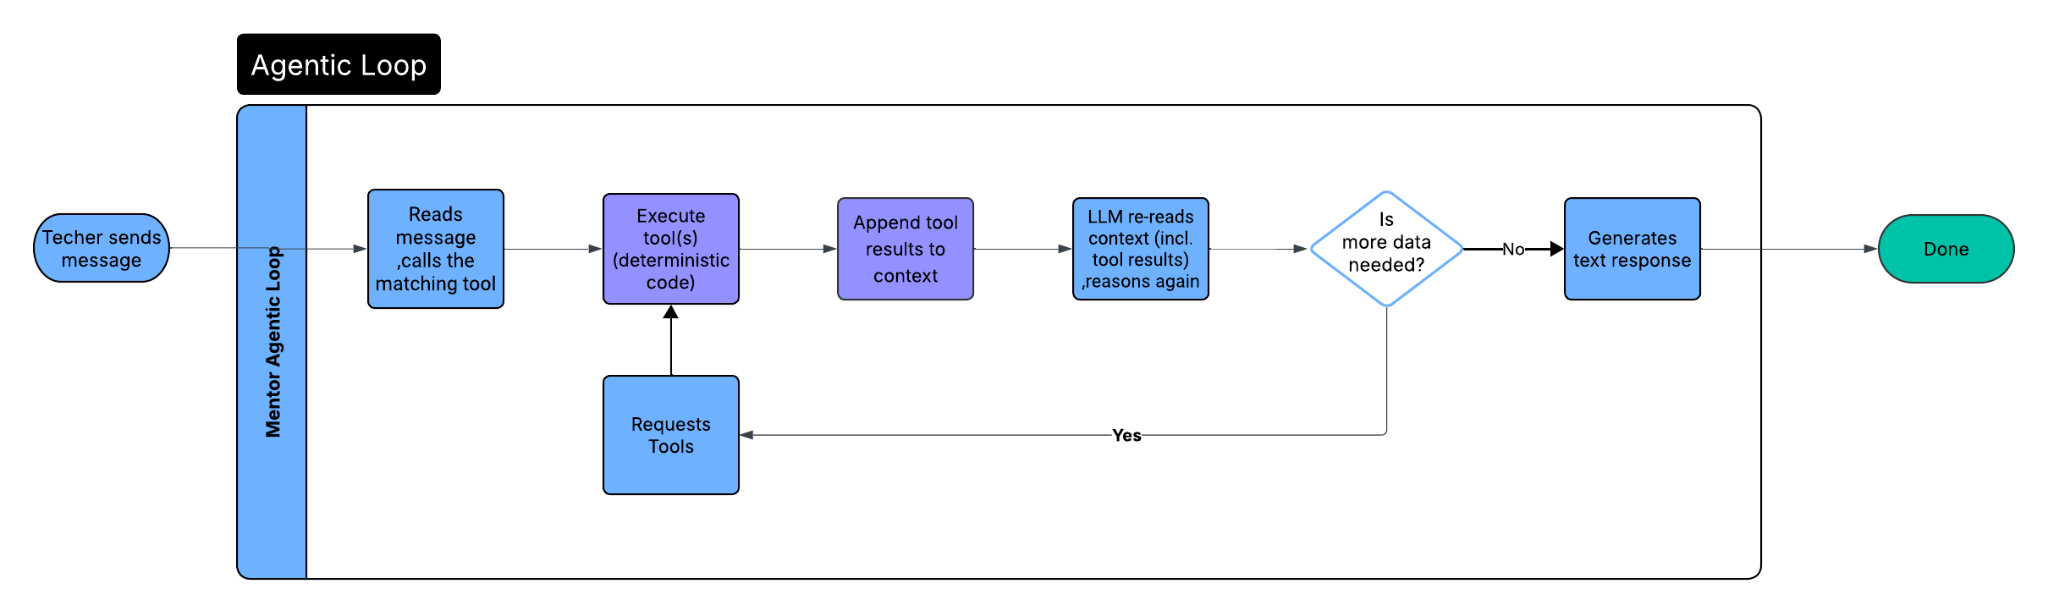 Agentic Loop
Mentor Agentic Loop
Techer sends
message
Reads
message
,calls the
matching tool
Execute
tool(s)
(deterministic
code)
Append tool
results to
context
LLM re-reads
context (incl.
tool results)
,reasons again
Is
more data
needed?
No
Generates
text response
Done
Yes
Requests
Tools